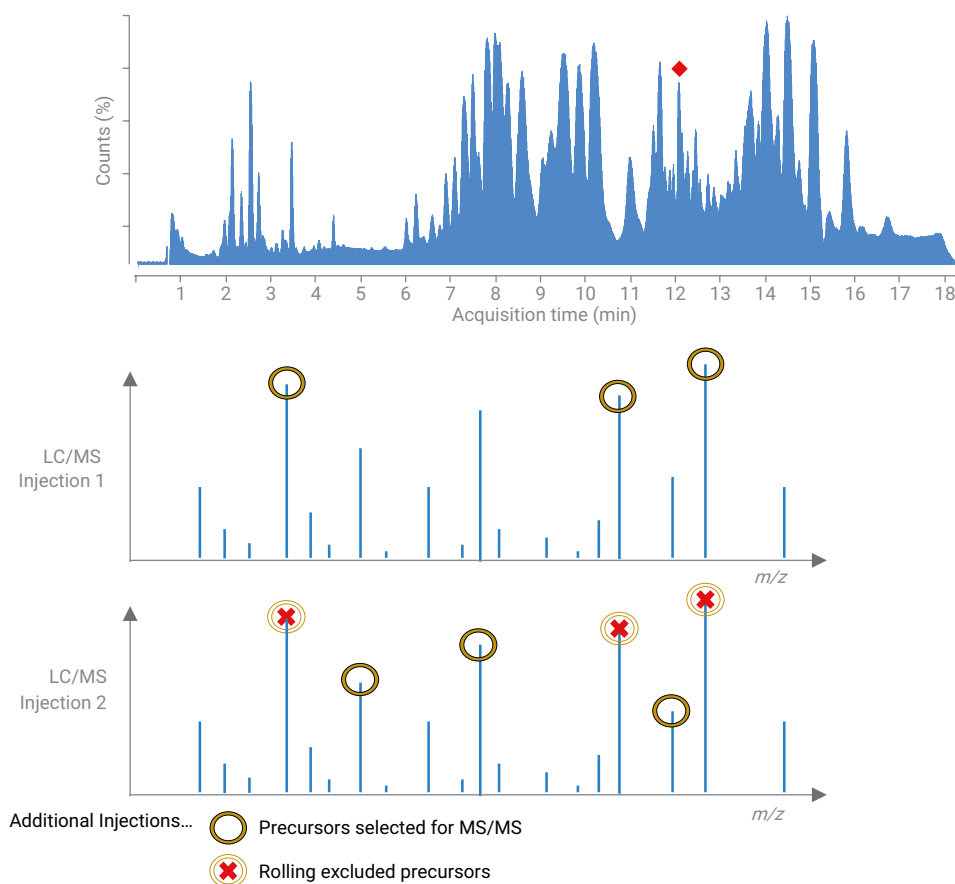 Counts (%)
1 2 3 4 5 6 7 8 9 10 11 12 13 14 15 16 17 18
Acquisition time (min)
LC/MS
Injection 1
m/z
LC/MS
Injection 2
m/z
Additional Injections…
Precursors selected for MS/MS
Rolling excluded precursors